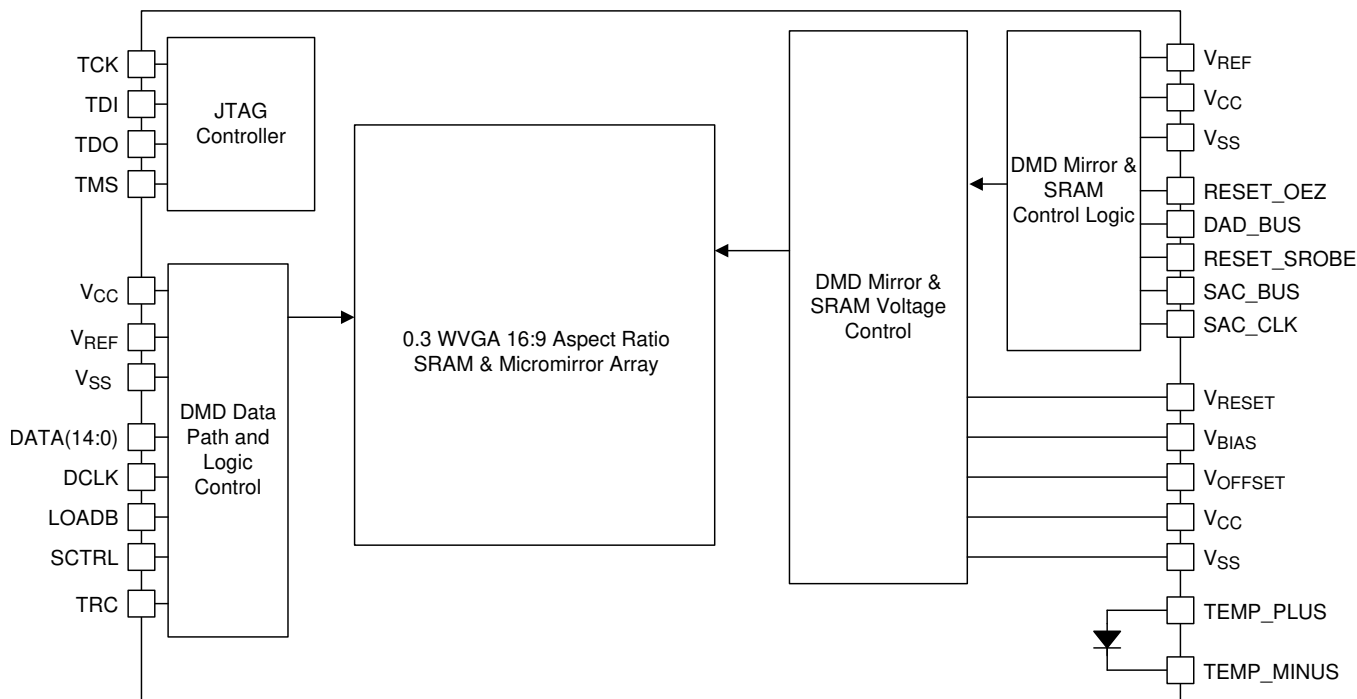 TCK
TDI
TDO
TMS
JTAG
Controller
VCC
VREF
VSS
DATA(14:0)
DCLK
LOADB
SCTRL
TRC
DMD Data
Path and
Logic
Control
0.3 WVGA 16:9 Aspect Ratio
SRAM & Micromirror Array
DMD Mirror &
SRAM Voltage
Control
DMD Mirror &
SRAM
Control Logic
VREF
VCC
VSS
RESET_OEZ
DAD_BUS
RESET_SROBE
SAC_BUS
SAC_CLK
VRESET
VBIAS
VOFFSET
VCC
VSS
TEMP_PLUS
TEMP_MINUS